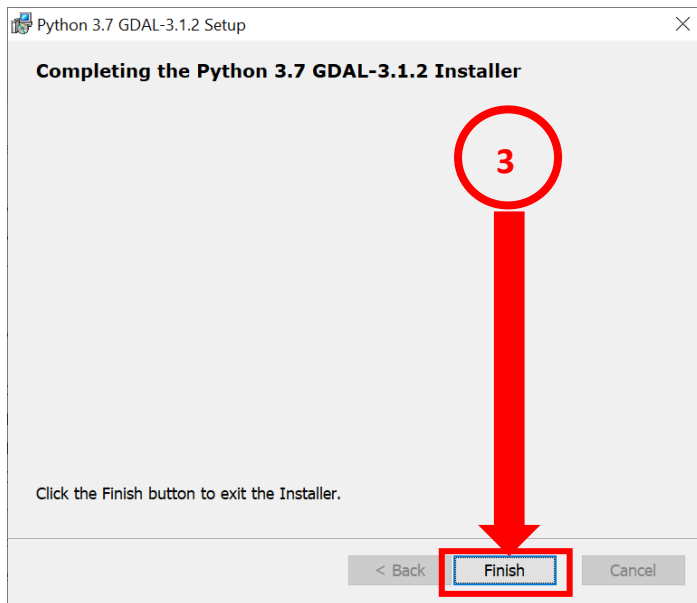 Python 3.7 GDAL-3.1.2 Setup
Completing the Python 3.7 GDAL-3.1.2 Installer
3
Click the Finish button to exit the Installer.
< Back Finish Cancel